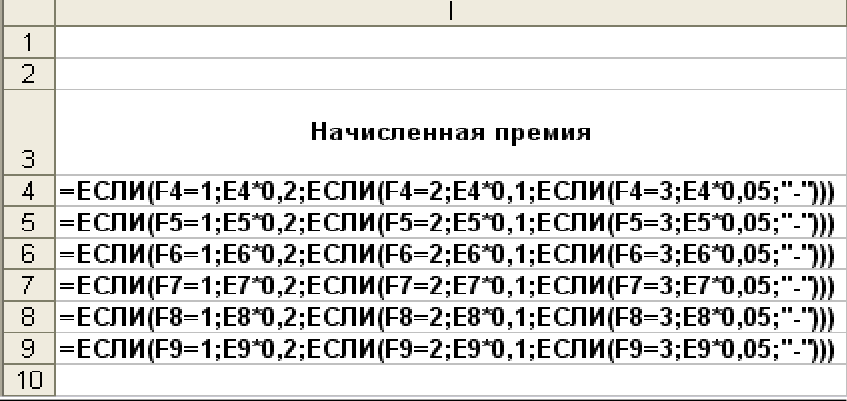 I
1
2
3 Начисленная премия
4 =ЕСЛИ(F4=1;E4*0,2;ЕСЛИ(F4=2;E4*0,1;ЕСЛИ(F4=3;E4*0,05;"-")))
5 =ЕСЛИ(F5=1;E5*0,2;ЕСЛИ(F5=2;E5*0,1;ЕСЛИ(F5=3;E5*0,05;"-")))
6 =ЕСЛИ(F6=1;E6*0,2;ЕСЛИ(F6=2;E6*0,1;ЕСЛИ(F6=3;E6*0,05;"-")))
7 =ЕСЛИ(F7=1;E7*0,2;ЕСЛИ(F7=2;E7*0,1;ЕСЛИ(F7=3;E7*0,05;"-")))
8 =ЕСЛИ(F8=1;E8*0,2;ЕСЛИ(F8=2;E8*0,1;ЕСЛИ(F8=3;E8*0,05;"-")))
9 =ЕСЛИ(F9=1;E9*0,2;ЕСЛИ(F9=2;E9*0,1;ЕСЛИ(F9=3;E9*0,05;"-")))
10